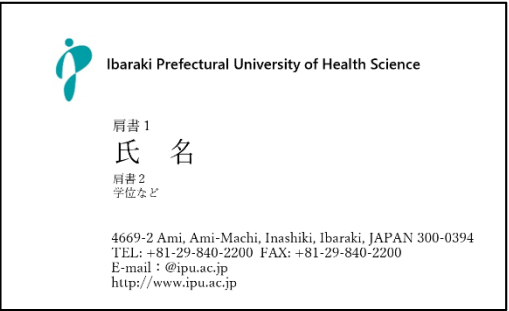 Ibaraki Prefectural University of Health Science
肩書 1
氏　名
肩書 2
学位など
4669-2 Ami, Ami-Machi, Inashiki, Ibaraki, JAPAN 300-0394
TEL: +81-29-840-2200 FAX: +81-29-840-2200
E-mail：@ipu.ac.jp
http://www.ipu.ac.jp